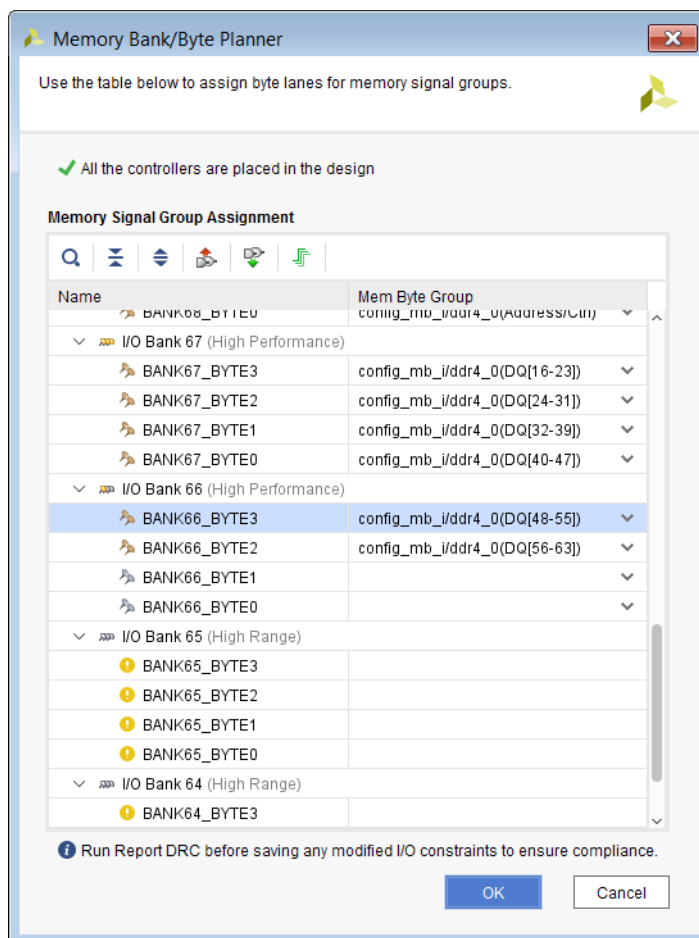 Memory Bank/Byte Planner
Use the table below to assign byte lanes for memory signal groups.
All the controllers are placed in the design
Memory Signal Group Assignment
Name Mem Byte Group
BANK68_BYTE0 config_mb_i/ddr4_0(Address/Ctrl)
I/O Bank 67 (High Performance)
BANK67_BYTE3 config_mb_i/ddr4_0(DQ[16-23])
BANK67_BYTE2 config_mb_i/ddr4_0(DQ[24-31])
BANK67_BYTE1 config_mb_i/ddr4_0(DQ[32-39])
BANK67_BYTE0 config_mb_i/ddr4_0(DQ[40-47])
I/O Bank 66 (High Performance)
BANK66_BYTE3 config_mb_i/ddr4_0(DQ[48-55])
BANK66_BYTE2 config_mb_i/ddr4_0(DQ[56-63])
BANK66_BYTE1
BANK66_BYTE0
I/O Bank 65 (High Range)
BANK65_BYTE3
BANK65_BYTE2
BANK65_BYTE1
BANK65_BYTE0
I/O Bank 64 (High Range)
BANK64_BYTE3
Run Report DRC before saving any modified I/O constraints to ensure compliance.
OK Cancel